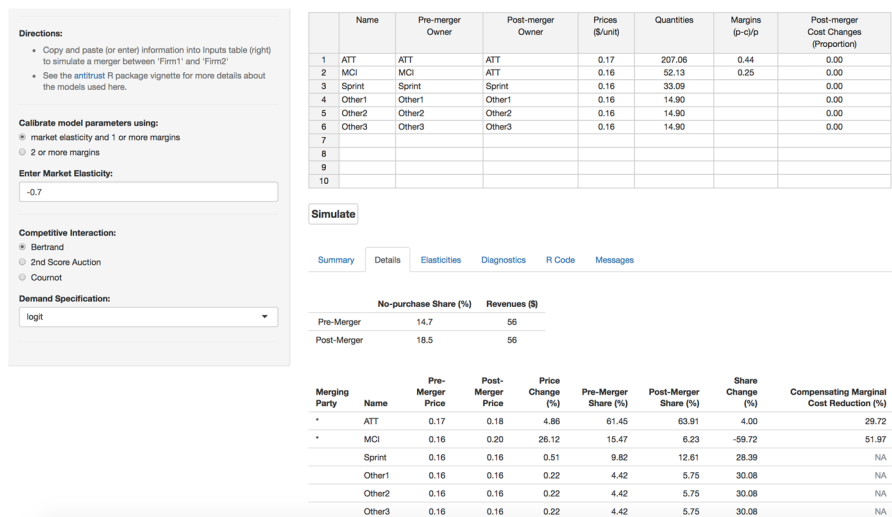 Directions:
Copy and paste (or enter) information into Inputs table (right)
to simulate a merger between 'Firm1' and 'Firm2'
See the antitrust R package vignette for more details about
the models used here.
Calibrate model parameters using:
market elasticity and 1 or more margins
2 or more margins
Enter Market Elasticity:
-0.7
Competitive Interaction:
Bertrand
2nd Score Auction
Cournot
Demand Specification:
logit
Name Pre-merger Post-merger Prices Quantities Margins Post-merger
Owner Owner ($/unit) (p-c)/p Cost Changes
(Proportion)
1 ATT ATT ATT 0.17 207.06 0.44 0.00
2 MCI MCI ATT 0.16 52.13 0.25 0.00
3 Sprint Sprint Sprint 0.16 33.09 0.00
4 Other1 Other1 Other1 0.16 14.90 0.00
5 Other2 Other2 Other2 0.16 14.90 0.00
6 Other3 Other3 Other3 0.16 14.90 0.00
7
8
9
10
Simulate
Summary Details Elasticities Diagnostics R Code Messages
No-purchase Share (%) Revenues ($)
Pre-Merger 14.7 56
Post-Merger 18.5 56
Pre- Post- Price Share
Merging Merger Merger Change Pre-Merger Post-Merger Change Compensating Marginal
Party Name Price Price (%) Share (%) Share (%) (%) Cost Reduction (%)
* ATT 0.17 0.18 4.86 61.45 63.91 4.00 29.72
* MCI 0.16 0.20 26.12 15.47 6.23 -59.72 51.97
Sprint 0.16 0.16 0.51 9.82 12.61 28.39 NA
Other1 0.16 0.16 0.22 4.42 5.75 30.08 NA
Other2 0.16 0.16 0.22 4.42 5.75 30.08 NA
Other3 0.16 0.16 0.22 4.42 5.75 30.08 NA